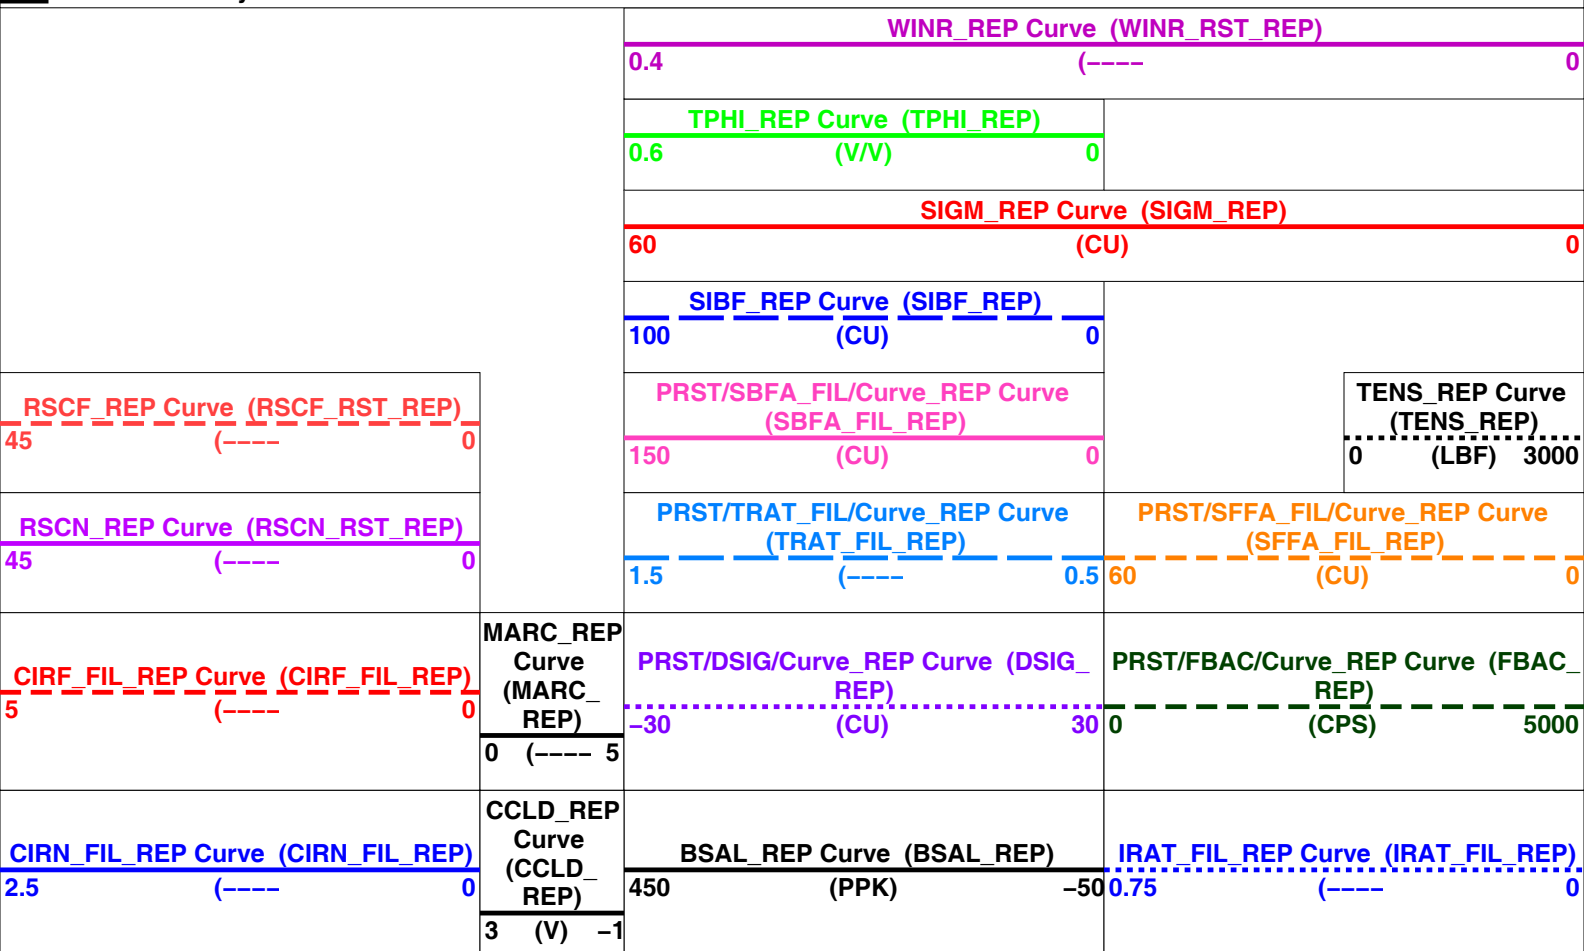 WINR_REP Curve (WINR_RST_REP)
0.4 (−−−− 0
TPHI_REP Curve (TPHI_REP)
0.6 (V/V) 0
SIGM_REP Curve (SIGM_REP)
60 (CU) 0
SIBF_REP Curve (SIBF_REP)
100 (CU) 0
RSCF_REP Curve (RSCF_RST_REP)
45 (−−−− 0
PRST/SBFA_FIL/Curve_REP Curve
(SBFA_FIL_REP)
150 (CU) 0
TENS_REP Curve
(TENS_REP)
0 (LBF) 3000
RSCN_REP Curve (RSCN_RST_REP)
45 (−−−− 0
PRST/TRAT_FIL/Curve_REP Curve
(TRAT_FIL_REP)
1.5 (−−−− 0.5
PRST/SFFA_FIL/Curve_REP Curve
(SFFA_FIL_REP)
60 (CU) 0
CIRF_FIL_REP Curve (CIRF_FIL_REP)
5 (−−−− 0
MARC_REP
Curve
(MARC_
REP)
0 (−−−− 5
PRST/DSIG/Curve_REP Curve (DSIG_
REP)
−30 (CU) 30
PRST/FBAC/Curve_REP Curve (FBAC_
REP)
0 (CPS) 5000
CIRN_FIL_REP Curve (CIRN_FIL_REP)
2.5 (−−−− 0
CCLD_REP
Curve
(CCLD_
REP)
3 (V) −1
BSAL_REP Curve (BSAL_REP)
450 (PPK) −50
IRAT_FIL_REP Curve (IRAT_FIL_REP)
0.75 (−−−− 0